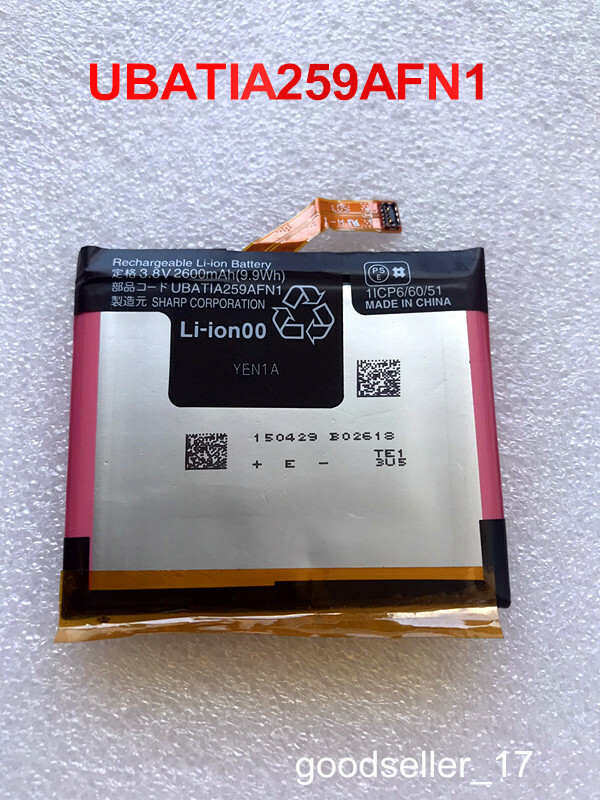 UBATIA259AFN1
Rechargeable Li-ion Battery
定格 3.8V 2600mAh(9.9Wh)
部品コード UBATIA259AFN1
製造元 SHARP CORPORATION
PS
E
1ICP6/60/51
MADE IN CHINA
Li-ion00
YEN1A
150429 B02618
+ E -
TE1
3U5
goodseller_17